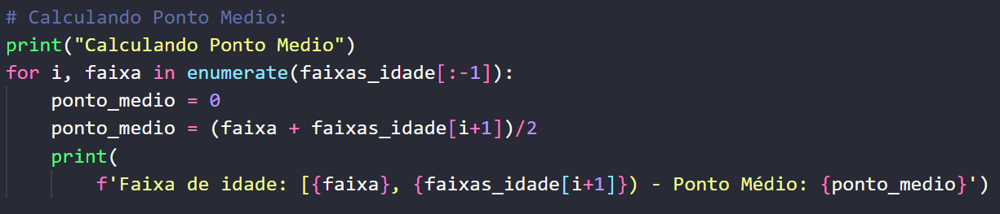 # Calculando Ponto Medio:
print("Calculando Ponto Medio")
for i, faixa in enumerate(faixas_idade[:-1]):
    ponto_medio = 0
    ponto_medio = (faixa + faixas_idade[i+1])/2
    print(
        f'Faixa de idade: [{faixa}, {faixas_idade[i+1]}) - Ponto Médio: {ponto_medio}')